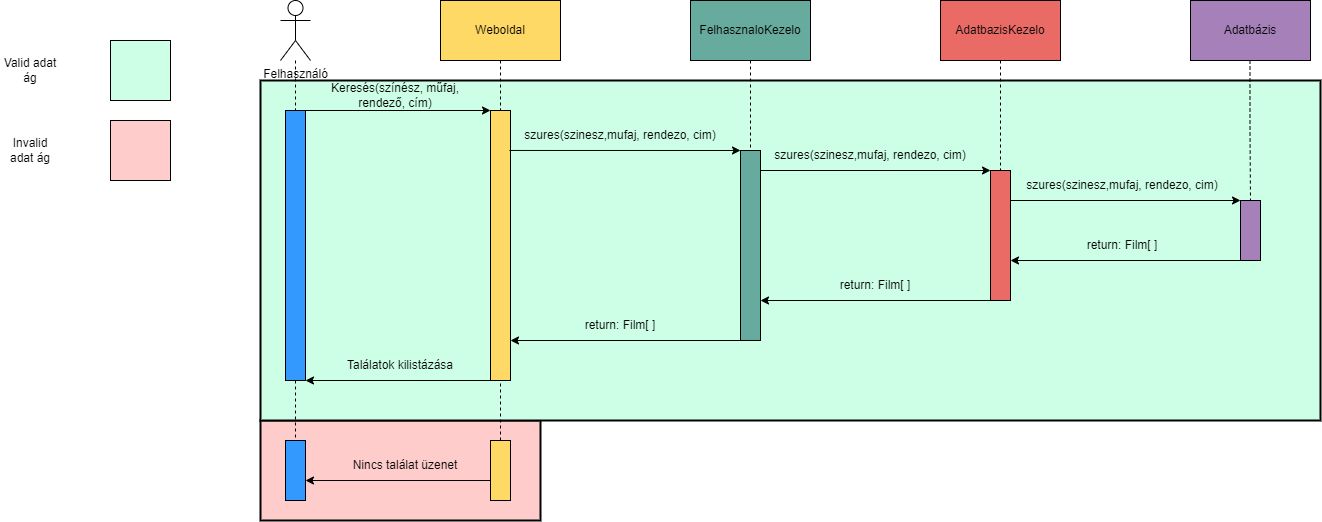 Weboldal
FelhasznaloKezelo
AdatbazisKezelo
Adatbázis
Valid adat
ág
Felhasználó
Keresés(színész, műfaj,
rendező, cím)
szures(szinesz,mufaj, rendezo, cim)
Invalid
adat ág
szures(szinesz,mufaj, rendezo, cim)
szures(szinesz,mufaj, rendezo, cim)
return: Film[ ]
return: Film[ ]
return: Film[ ]
Találatok kilistázása
Nincs találat üzenet